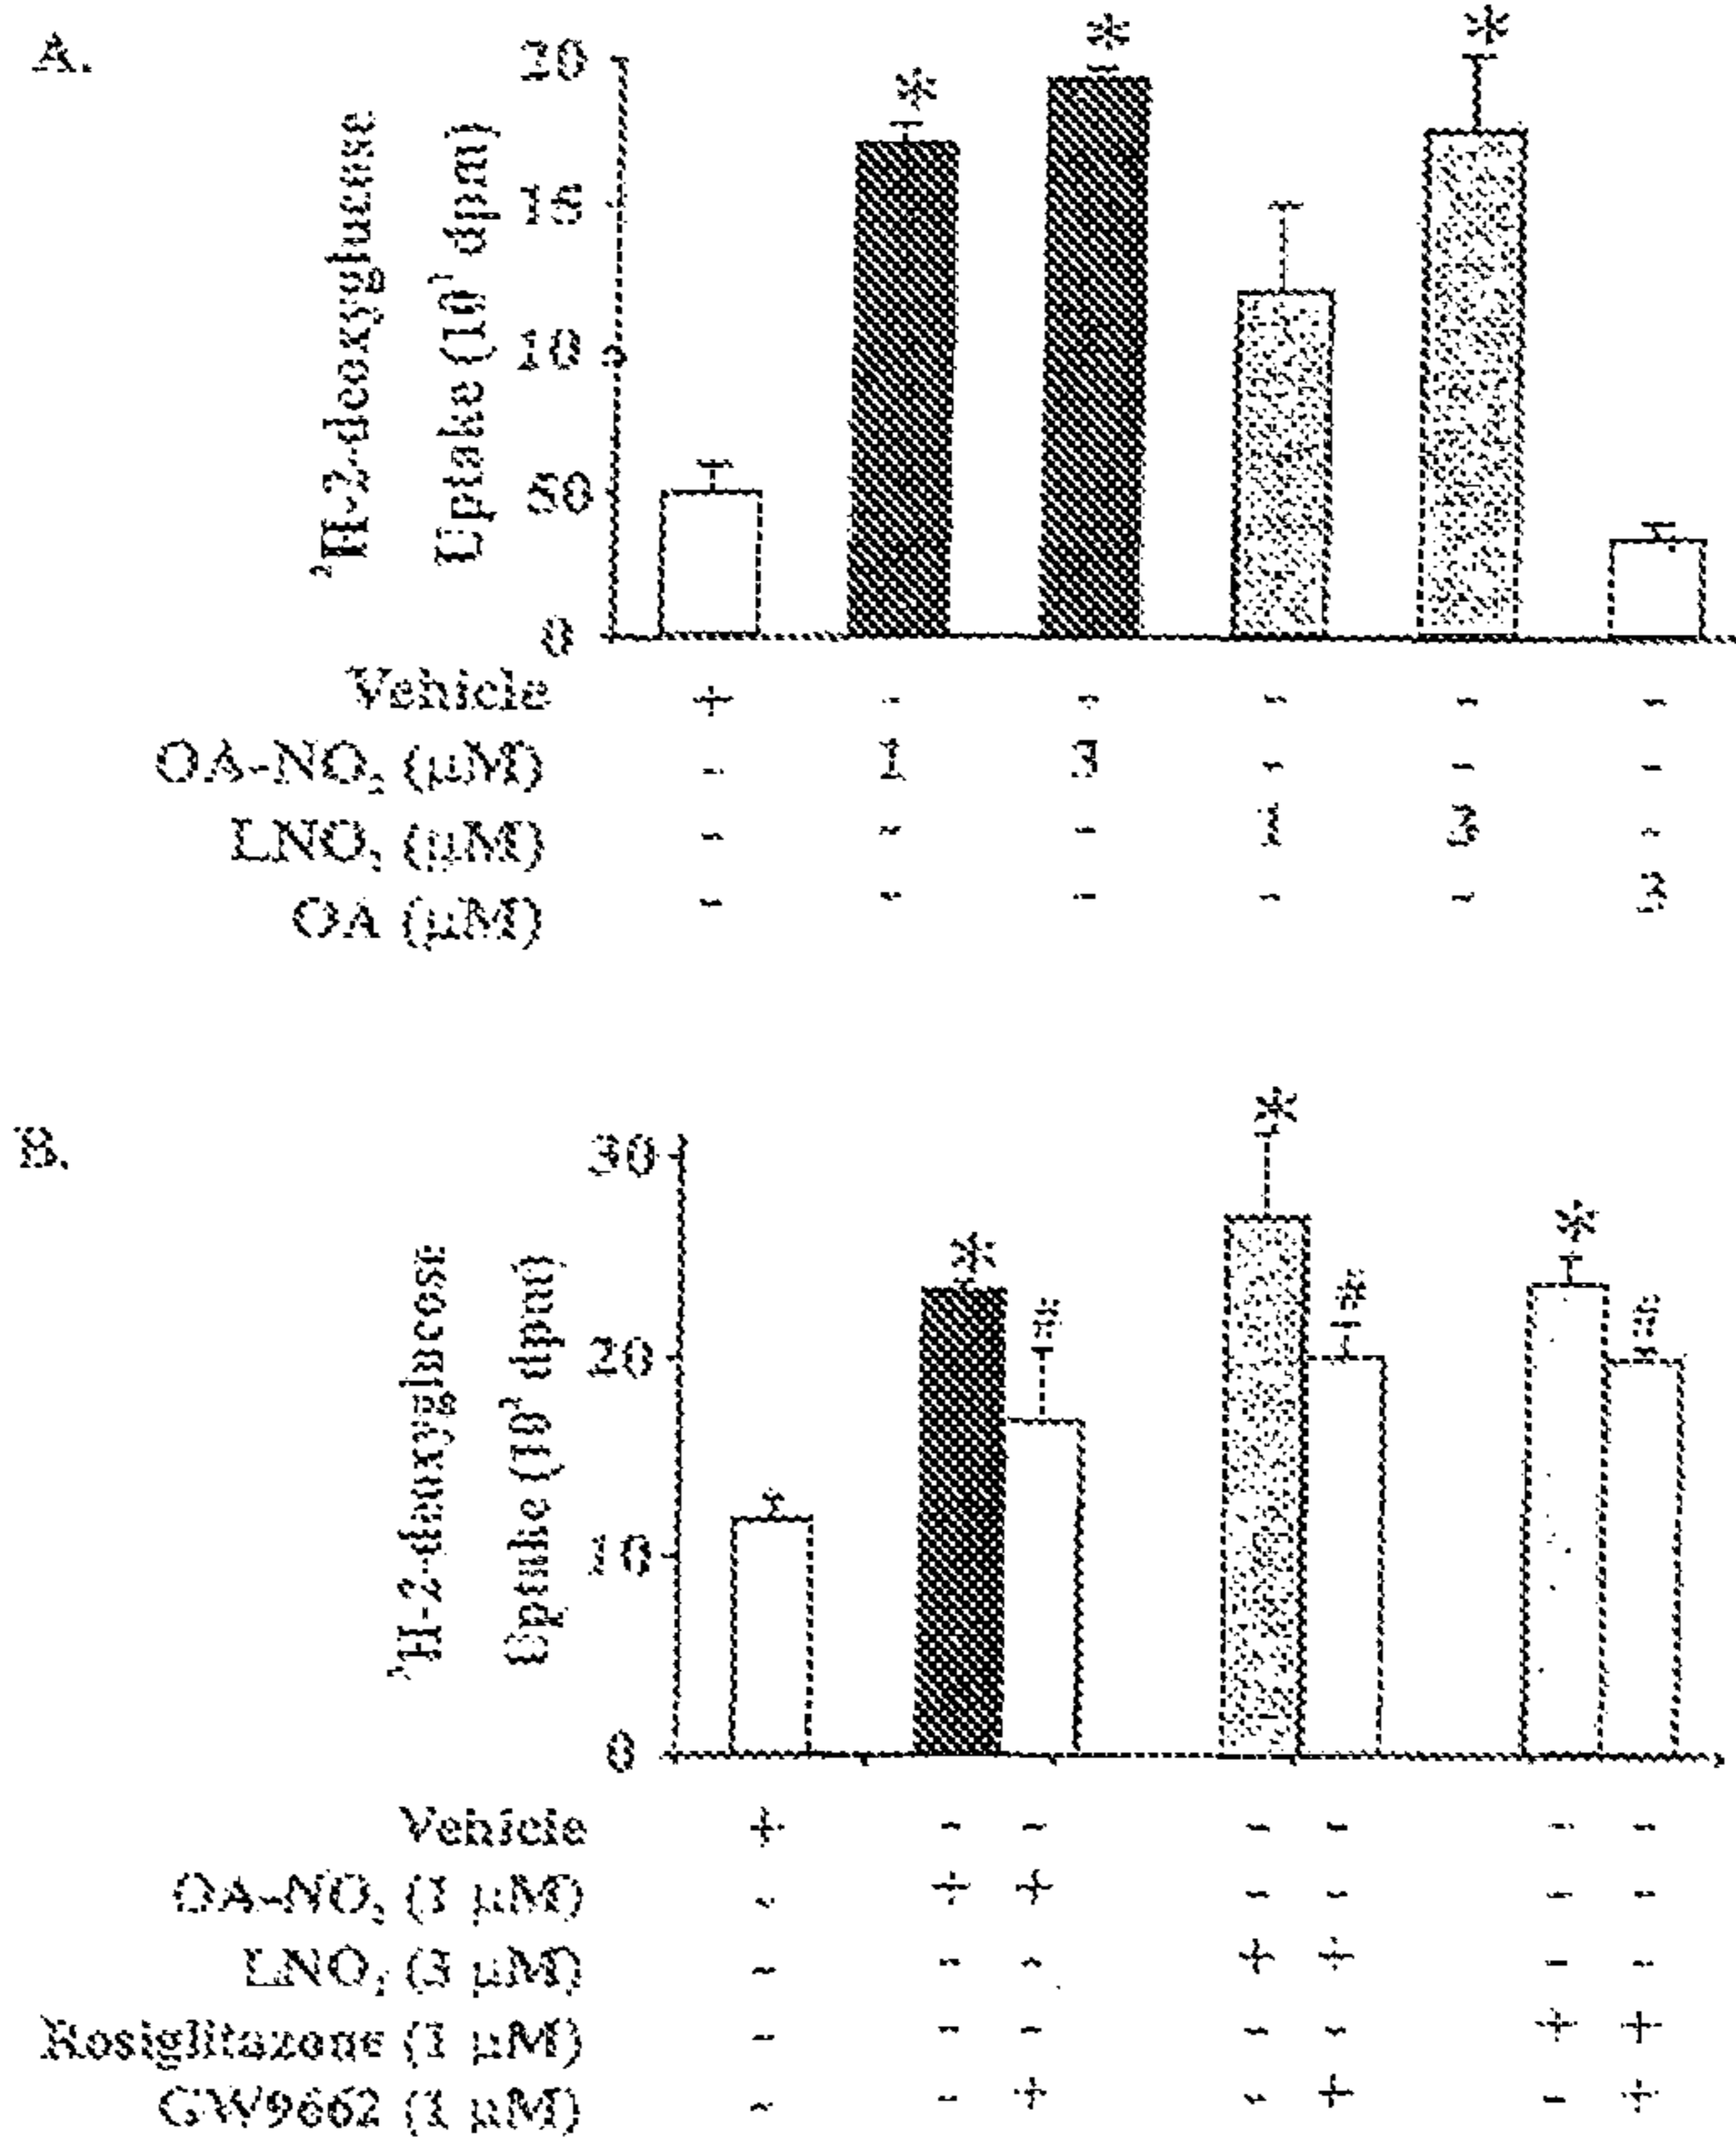 A.
³H-2-deoxyglucose
Uptake (10³ dpm)
20
15
10
50
0
Vehicle + - - - - -
OA-NO₂ (μM) - 1 3 - - -
LNO₂ (μM) - - - 1 3 -
OA (μM) - - - - - 3
* * *
B.
³H-2-deoxyglucose
Uptake (10³ dpm)
30
20
10
0
* # * # * #
Vehicle + - - - - - -
OA-NO₂ (1 μM) - + + - - - -
LNO₂ (3 μM) - - - + + - -
Rosiglitazone (1 μM) - - - - - + +
GW9662 (1 μM) - - + - + - +